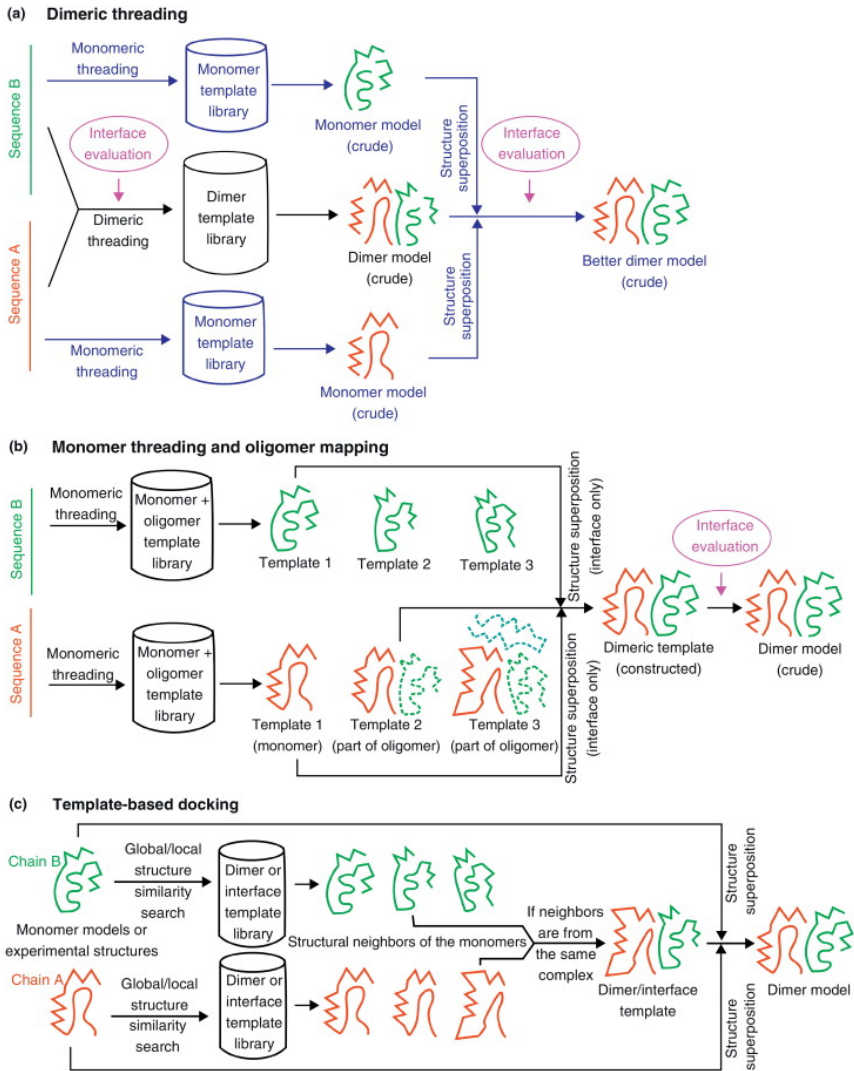 (a) Dimeric threading
Sequence B
Monomeric
threading
Monomer
template
library
Monomer model
(crude)
Structure
superposition
Interface
evaluation
Interface
evaluation
Dimeric
threading
Dimer
template
library
Dimer model
(crude)
Better dimer model
(crude)
Sequence A
Monomeric
threading
Monomer
template
library
Monomer model
(crude)
Structure
superposition
(b) Monomer threading and oligomer mapping
Sequence B
Monomeric
threading
Monomer +
oligomer
template
library
Template 1
Template 2
Template 3
Structure superposition
(interface only)
Interface
evaluation
Dimeric template
(constructed)
Dimer model
(crude)
Sequence A
Monomeric
threading
Monomer +
oligomer
template
library
Template 1
(monomer)
Template 2
(part of oligomer)
Template 3
(part of oligomer)
Structure superposition
(interface only)
(c) Template-based docking
Chain B
Global/local
structure
similarity
search
Dimer or
interface
template
library
Structure
superposition
Monomer models or
experimental structures
Structural neighbors of the monomers
If neighbors
are from
the same
complex
Dimer/interface
template
Dimer model
Chain A
Global/local
structure
similarity
search
Dimer or
interface
template
library
Structure
superposition